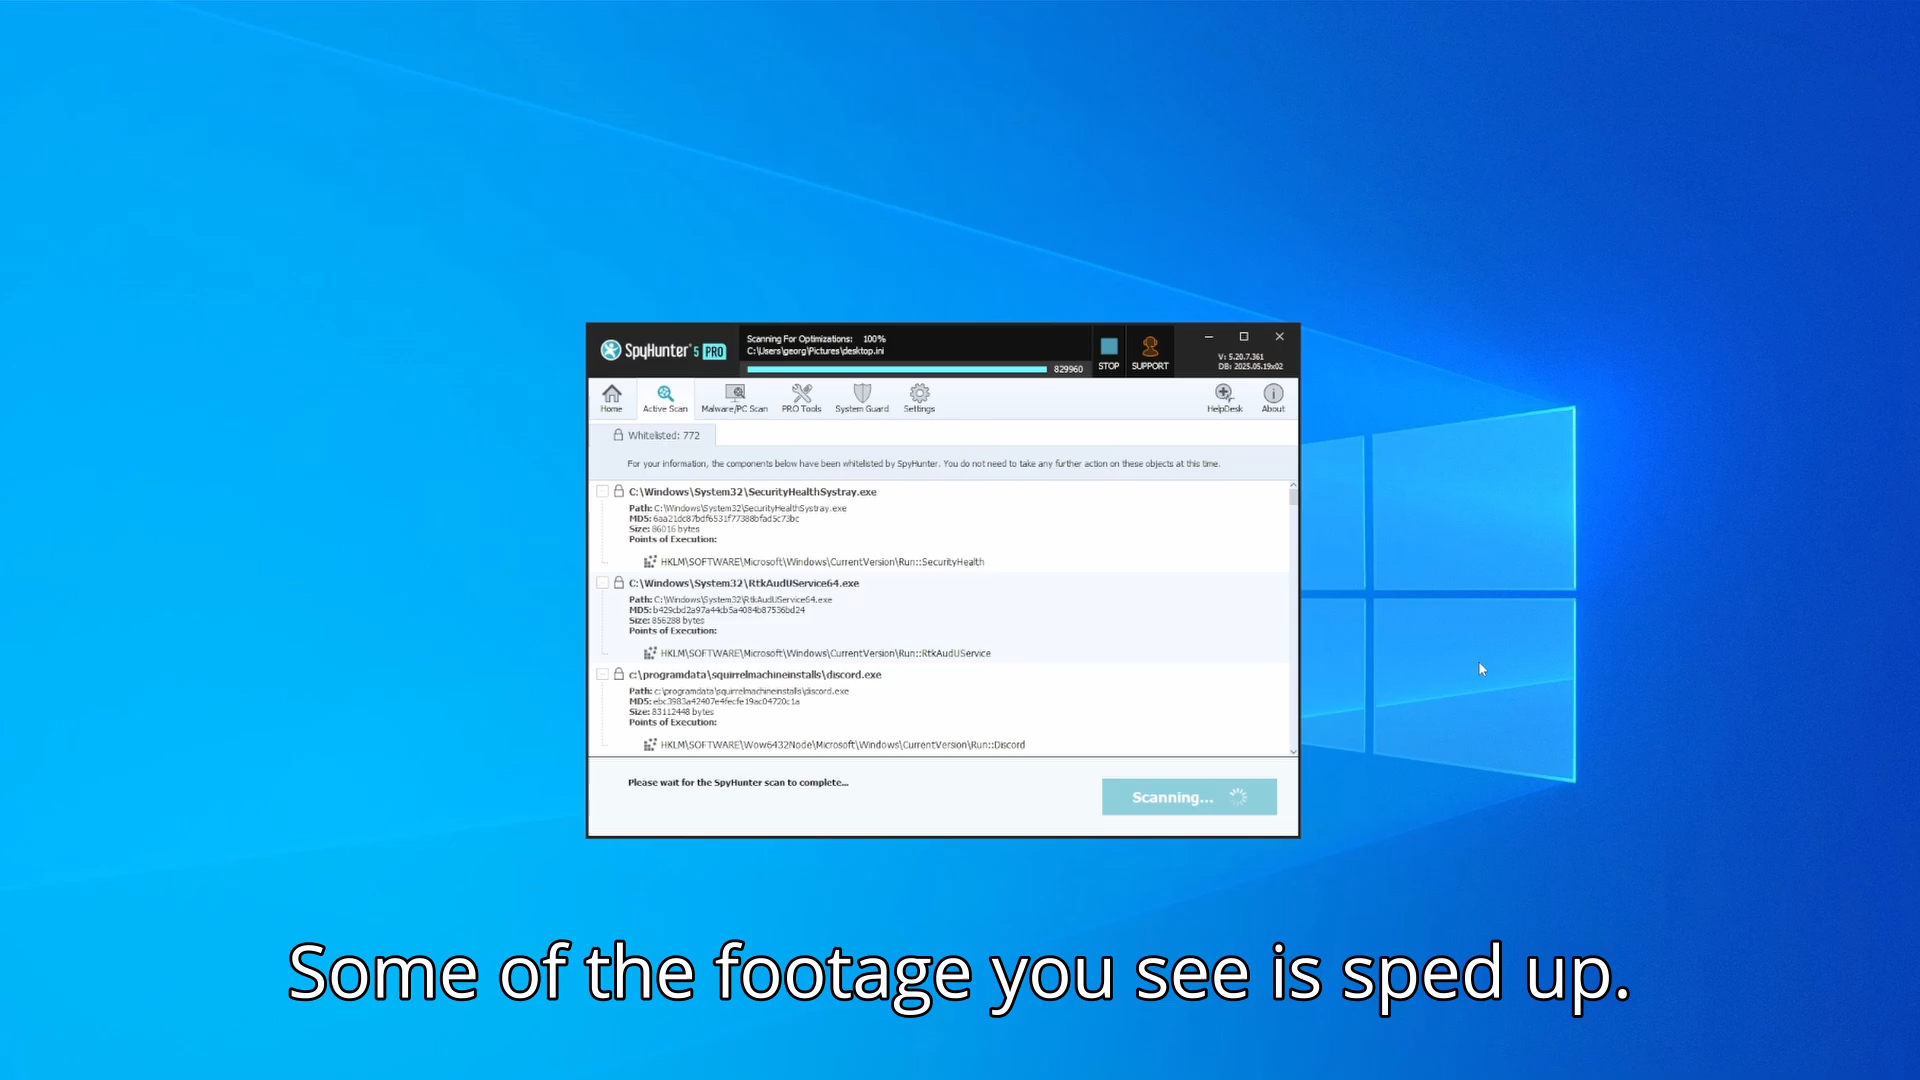 SpyHunter® 5 PRO
Scanning For Optimizations: 100%
C:\Users\georg\Pictures\desktop.ini
829960
STOP
SUPPORT
V: 5.20.7.361
DB: 2025.05.19x02
Home
Active Scan
Malware/PC Scan
PRO Tools
System Guard
Settings
HelpDesk
About
Whitelisted: 772
For your information, the components below have been whitelisted by SpyHunter. You do not need to take any further action on these objects at this time.
C:\Windows\System32\SecurityHealthSystray.exe
Path: C:\Windows\System32\SecurityHealthSystray.exe
MD5: 6aa21dc87bdf6531f77388bfad5c73bc
Size: 86016 bytes
Points of Execution:
HKLM\SOFTWARE\Microsoft\Windows\CurrentVersion\Run::SecurityHealth
C:\Windows\System32\RtkAudUService64.exe
Path: C:\Windows\System32\RtkAudUService64.exe
MD5: b429cbd2a97a44cb5a4084b87536bd24
Size: 856288 bytes
Points of Execution:
HKLM\SOFTWARE\Microsoft\Windows\CurrentVersion\Run::RtkAudUService
c:\programdata\squirrelmachineinstalls\discord.exe
Path: c:\programdata\squirrelmachineinstalls\discord.exe
MD5: ebc3983a42407e4fecfe19ac04720c1a
Size: 83112448 bytes
Points of Execution:
HKLM\SOFTWARE\Wow6432Node\Microsoft\Windows\CurrentVersion\Run::Discord
Please wait for the SpyHunter scan to complete...
Scanning...
Some of the footage you see is sped up.